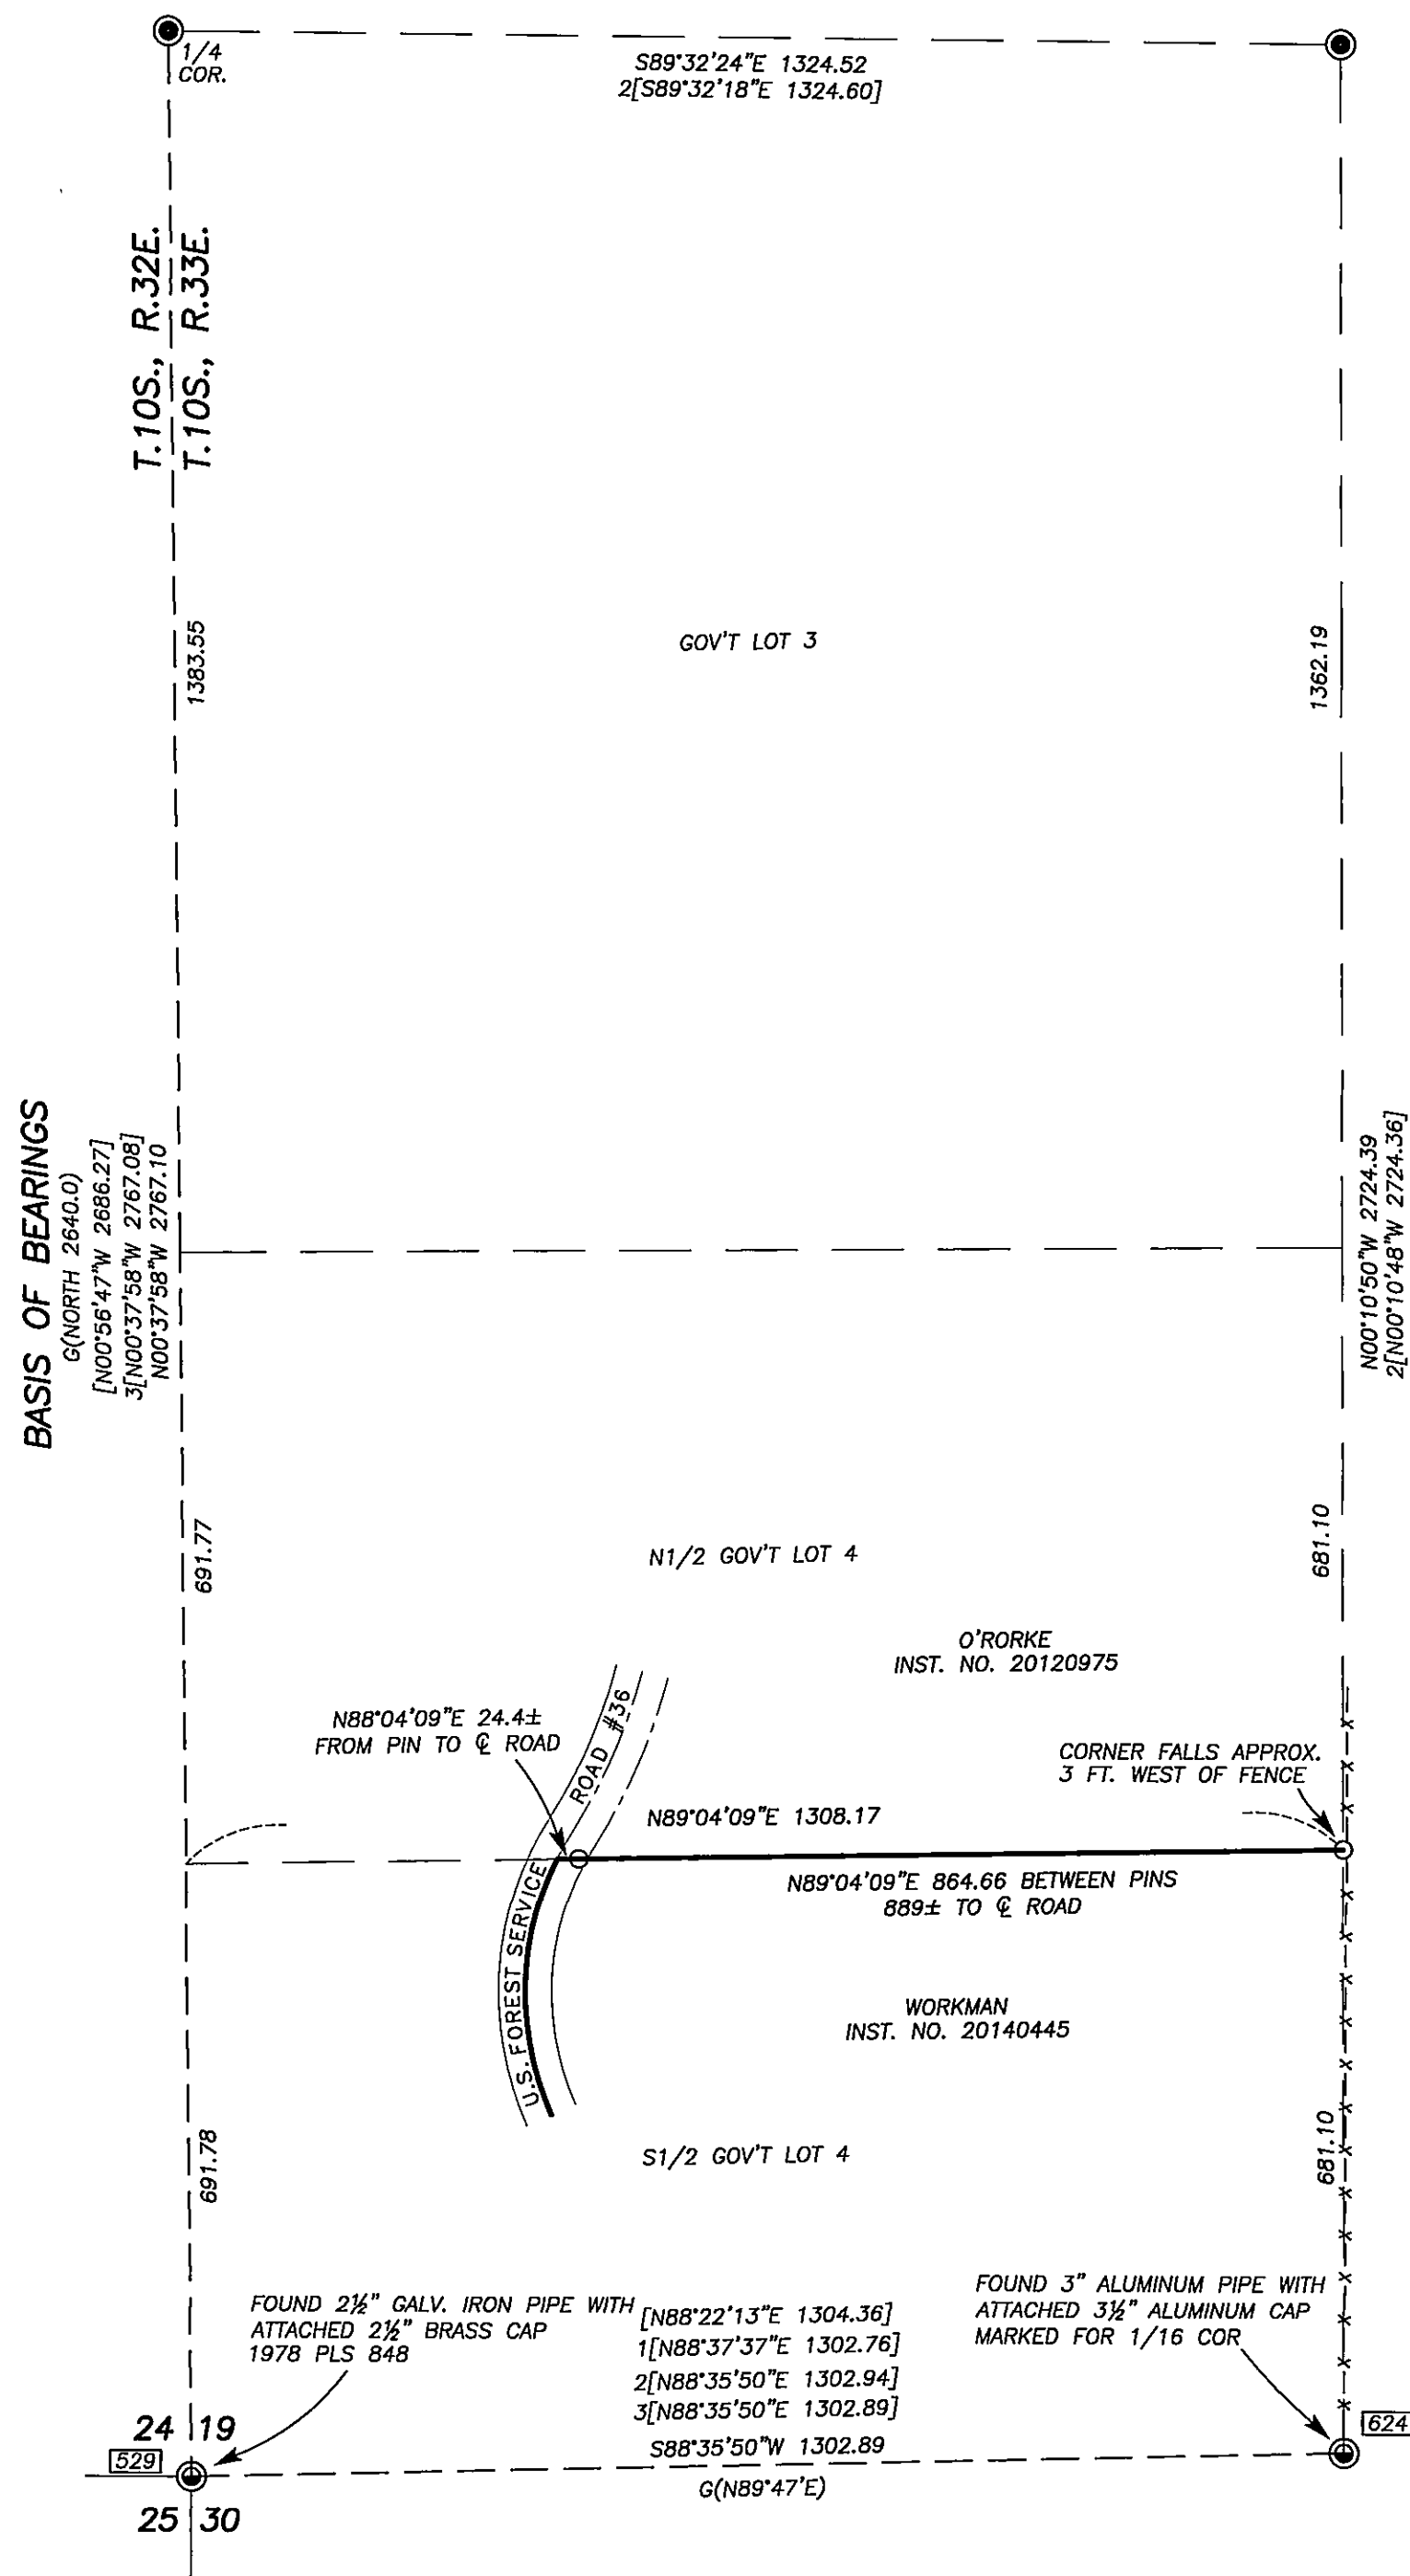 1/4
COR.
S89°32'24"E 1324.52
2[S89°32'18"E 1324.60]
T.10S., R.32E.
T.10S., R.33E.
1383.55
GOV'T LOT 3
1362.19
BASIS OF BEARINGS
G(NORTH 2640.0)
[N00°56'47"W 2686.27]
3[N00°37'58"W 2767.08]
N00°37'58"W 2767.10
N00°10'50"W 2724.39
2[N00°10'48"W 2724.36]
691.77
N1/2 GOV'T LOT 4
681.10
O'RORKE
INST. NO. 20120975
N88°04'09"E 24.4±
FROM PIN TO ℄ ROAD
U.S. FOREST SERVICE ROAD #36
CORNER FALLS APPROX.
3 FT. WEST OF FENCE
N89°04'09"E 1308.17
N89°04'09"E 864.66 BETWEEN PINS
889± TO ℄ ROAD
WORKMAN
INST. NO. 20140445
691.78
S1/2 GOV'T LOT 4
681.10
FOUND 2½" GALV. IRON PIPE WITH
ATTACHED 2½" BRASS CAP
1978 PLS 848
[N88°22'13"E 1304.36]
1[N88°37'37"E 1302.76]
2[N88°35'50"E 1302.94]
3[N88°35'50"E 1302.89]
S88°35'50"W 1302.89
G(N89°47'E)
FOUND 3" ALUMINUM PIPE WITH
ATTACHED 3½" ALUMINUM CAP
MARKED FOR 1/16 COR
24 19
529
25 30
624